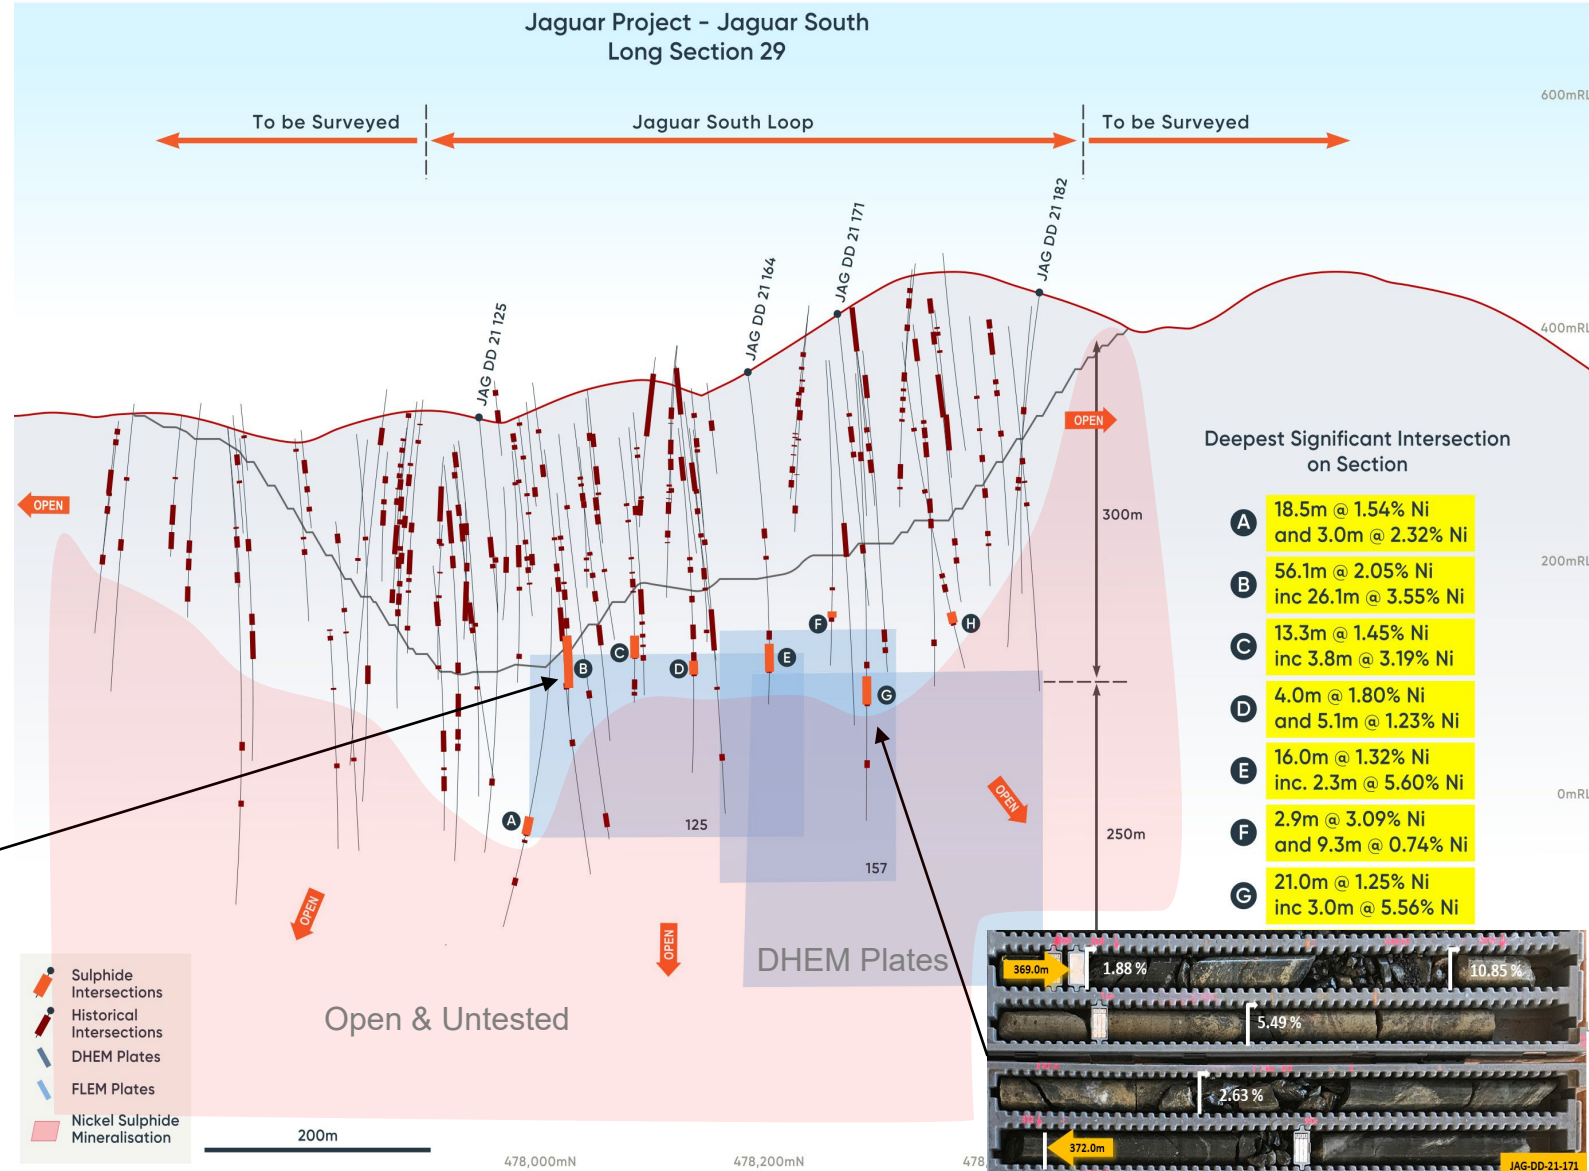 Jaguar Project - Jaguar South
Long Section 29
600mRL
To be Surveyed
Jaguar South Loop
To be Surveyed
JAG DD 21 125
JAG DD 21 164
JAG DD 21 171
JAG DD 21 182
400mRL
OPEN
OPEN
300m
200mRL
Deepest Significant Intersection
on Section
A
18.5m @ 1.54% Ni
and 3.0m @ 2.32% Ni
B
56.1m @ 2.05% Ni
inc 26.1m @ 3.55% Ni
C
13.3m @ 1.45% Ni
inc 3.8m @ 3.19% Ni
D
4.0m @ 1.80% Ni
and 5.1m @ 1.23% Ni
E
16.0m @ 1.32% Ni
inc. 2.3m @ 5.60% Ni
F
2.9m @ 3.09% Ni
and 9.3m @ 0.74% Ni
G
21.0m @ 1.25% Ni
inc 3.0m @ 5.56% Ni
F
H
C
B
D
E
G
A
0mRL
OPEN
125
250m
157
OPEN
OPEN
DHEM Plates
Open & Untested
Sulphide
Intersections
Historical
Intersections
DHEM Plates
FLEM Plates
Nickel Sulphide
Mineralisation
200m
478,000mN
478,200mN
478,
369.0m
1.88 %
10.85 %
5.49 %
2.63 %
372.0m
JAG-DD-21-171